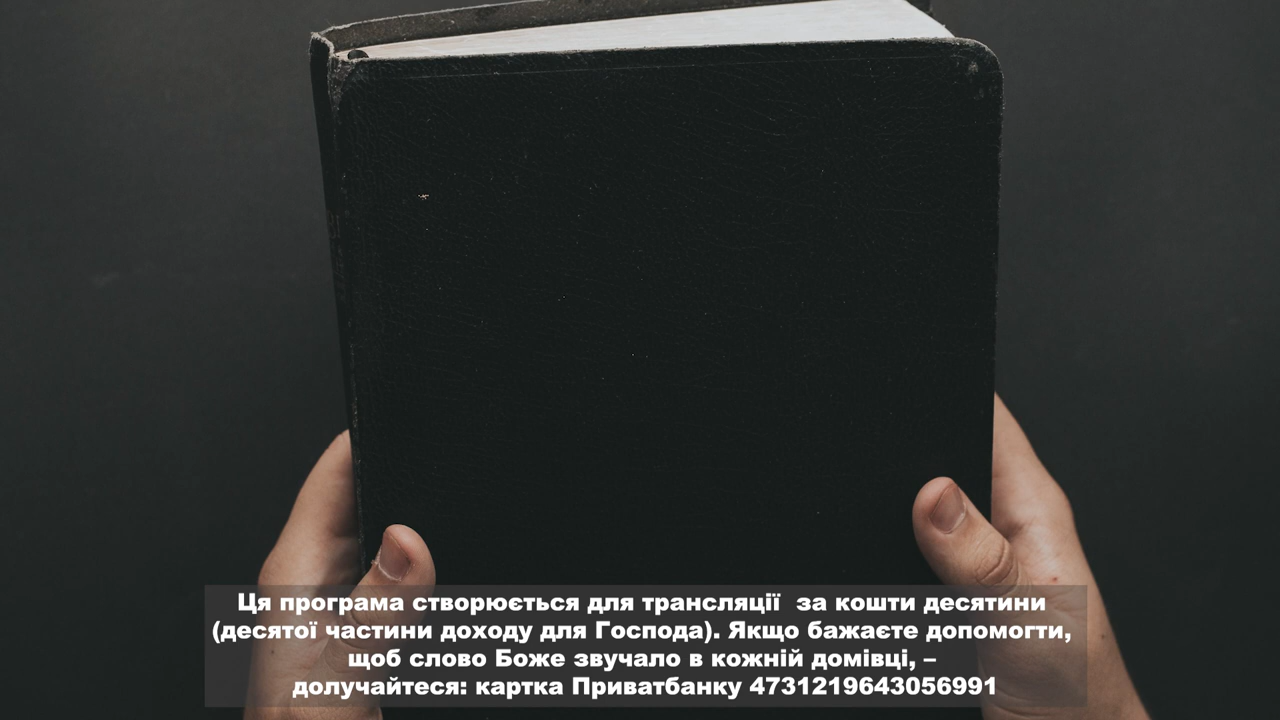 Ця програма створюється для трансляції за кошти десятини
(десятої частини доходу для Господа). Якщо бажаєте допомогти,
щоб слово Боже звучало в кожній домівці, –
долучайтеся: картка Приватбанку 4731219643056991